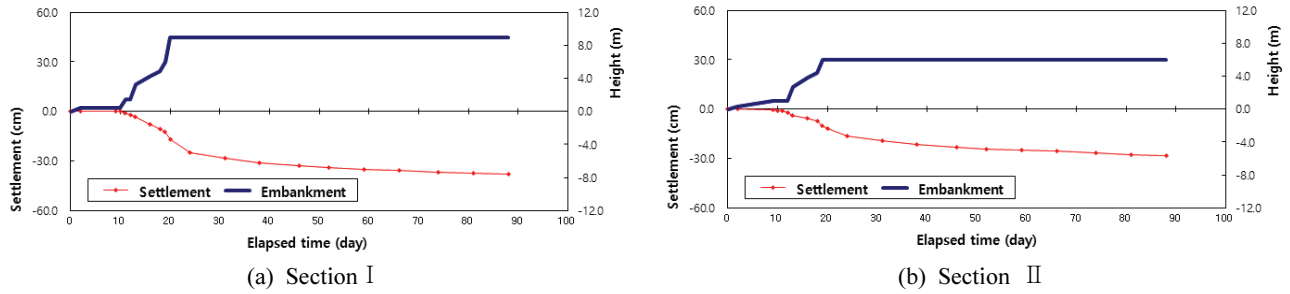 60.0
30.0
0.0
-30.0
-60.0
Settlement (cm)
12.0
8.0
4.0
0.0
-4.0
-8.0
-12.0
Height (m)
Settlement Embankment
0 10 20 30 40 50 60 70 80 90 100
Elapsed time (day)
(a) Section Ⅰ
60.0
30.0
0.0
-30.0
-60.0
Settlement (cm)
12.0
8.0
4.0
0.0
-4.0
-8.0
-12.0
Height (m)
Settlement Embankment
0 10 20 30 40 50 60 70 80 90 100
Elapsed time (day)
(b) Section Ⅱ